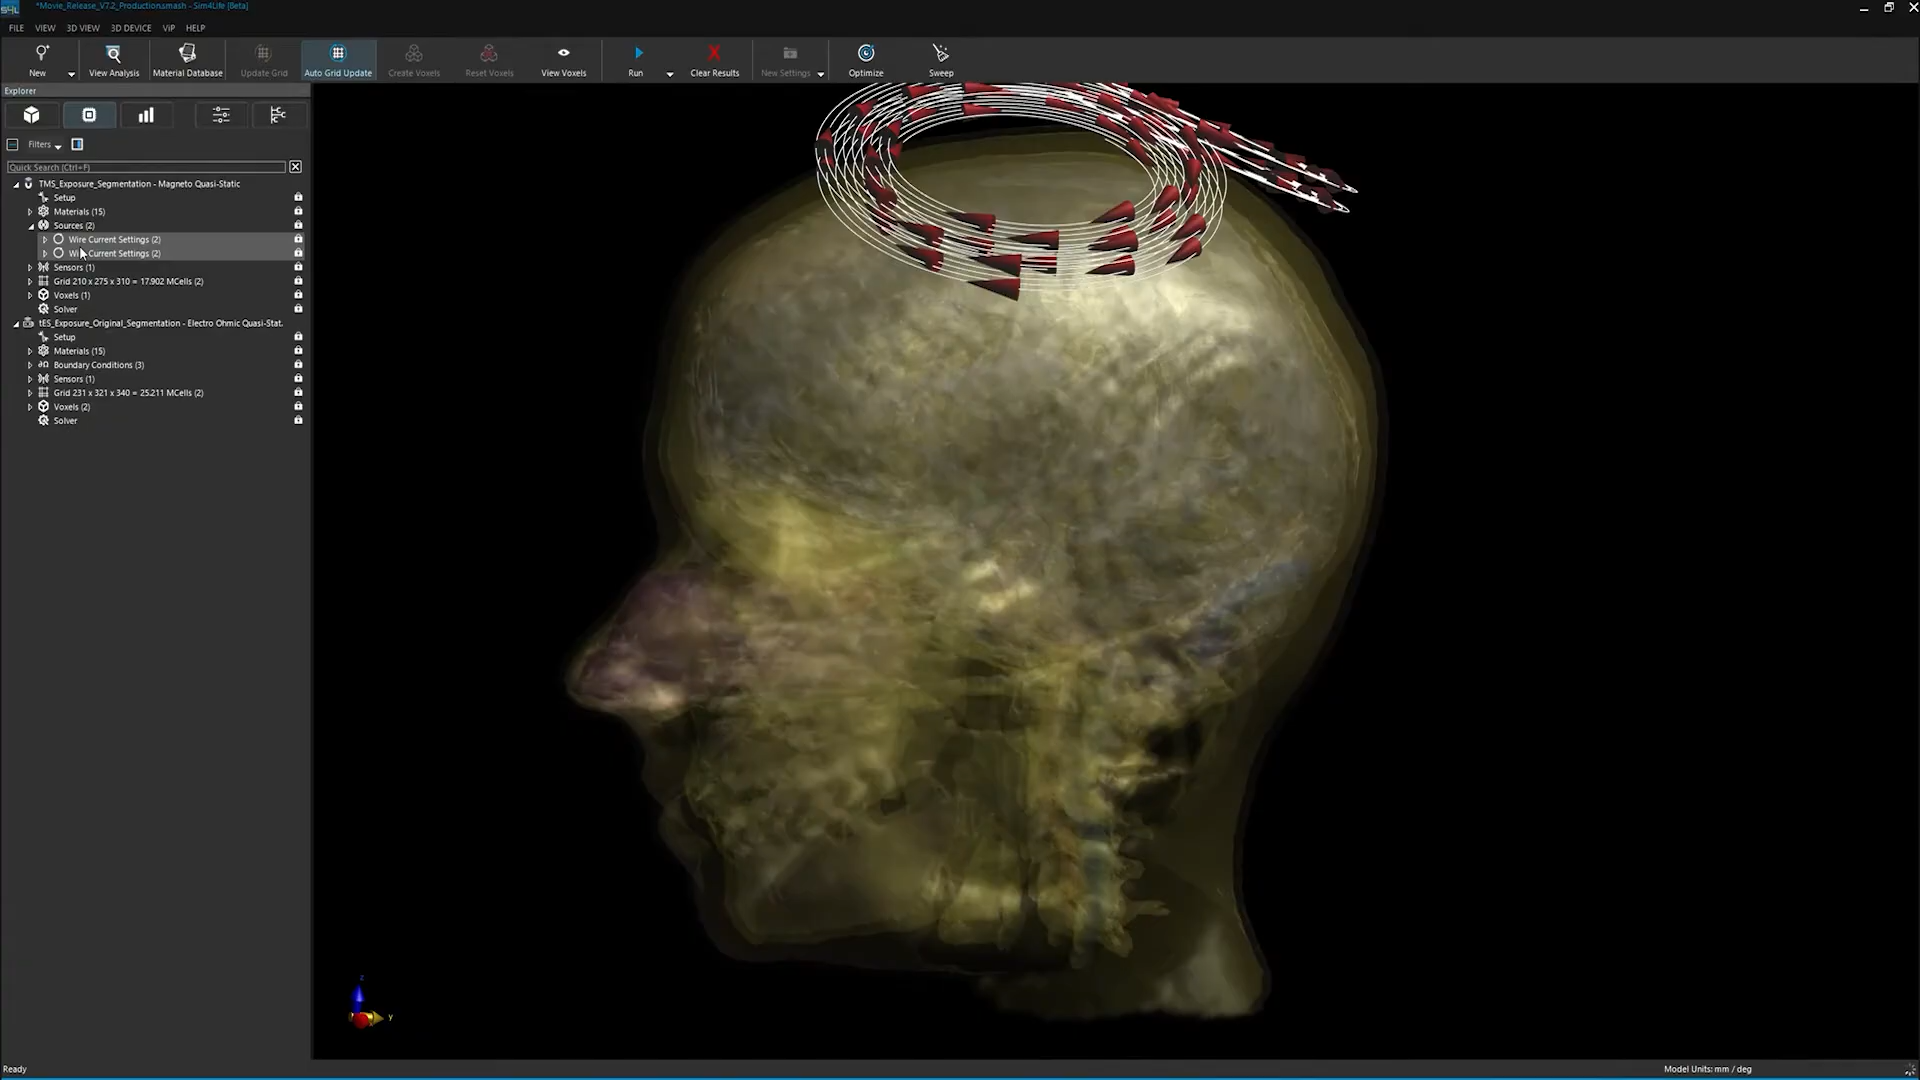 S4L
*Movie_Release_V7.2_Production.smash - Sim4Life [Beta]
FILE VIEW 3D VIEW 3D DEVICE ViP HELP
New View Analysis Material Database Update Grid Auto Grid Update Create Voxels Reset Voxels View Voxels Run Clear Results New Settings Optimize Sweep
Explorer
Filters
Quick Search (Ctrl+F)
TMS_Exposure_Segmentation - Magneto Quasi-Static
Setup
Materials (15)
Sources (2)
Wire Current Settings (2)
Wire Current Settings (2)
Sensors (1)
Grid 210 x 275 x 310 = 17.902 MCells (2)
Voxels (1)
Solver
tES_Exposure_Original_Segmentation - Electro Ohmic Quasi-Stat.
Setup
Materials (15)
Boundary Conditions (3)
Sensors (1)
Grid 231 x 321 x 340 = 25.211 MCells (2)
Voxels (2)
Solver
z
y
Ready
Model Units: mm / deg